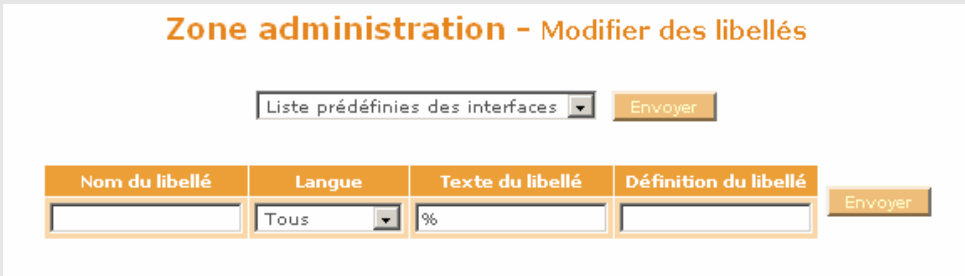 Zone administration - Modifier des libellés
Liste prédéfinies des interfaces Envoyer
Nom du libellé Langue Texte du libellé Définition du libellé
Tous % Envoyer